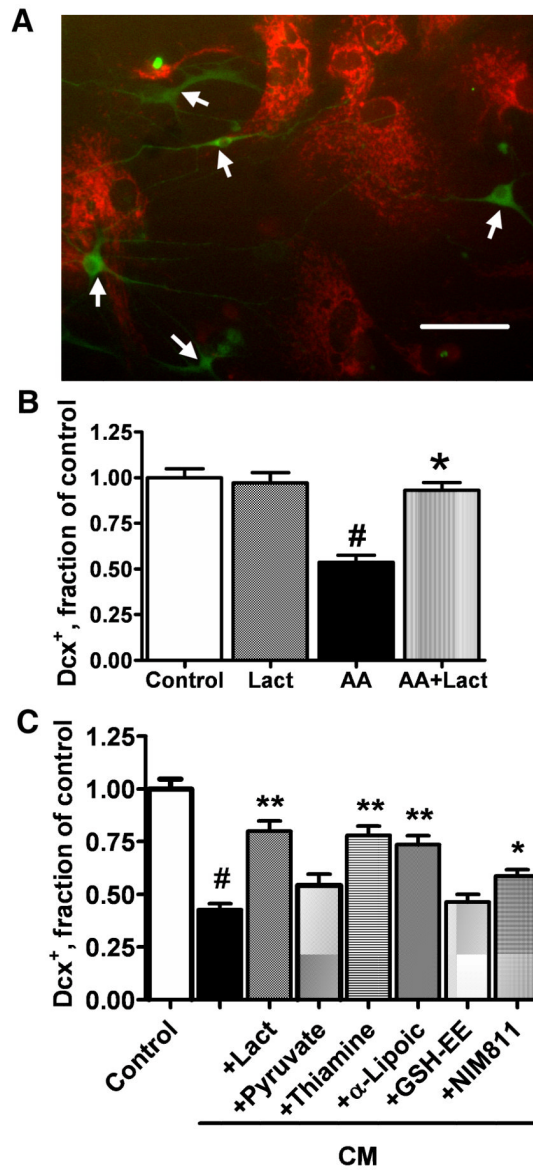 A
B
Dcx+, fraction of control
1.25
1.00
0.75
0.50
0.25
0.00
#
*
Control Lact AA AA+Lact
C
Dcx+, fraction of control
1.25
1.00
0.75
0.50
0.25
0.00
#
**
**
**
*
Control
+Lact
+Pyruvate
+Thiamine
+α-Lipoic
+GSH-EE
+NIM811
CM